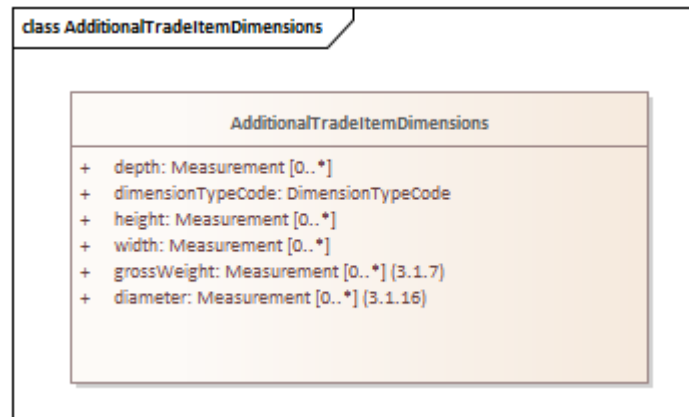 class AdditionalTradeItemDimensions
AdditionalTradeItemDimensions
+ depth: Measurement [0..*]
+ dimensionTypeCode: DimensionTypeCode
+ height: Measurement [0..*]
+ width: Measurement [0..*]
+ grossWeight: Measurement [0..*] (3.1.7)
+ diameter: Measurement [0..*] (3.1.16)